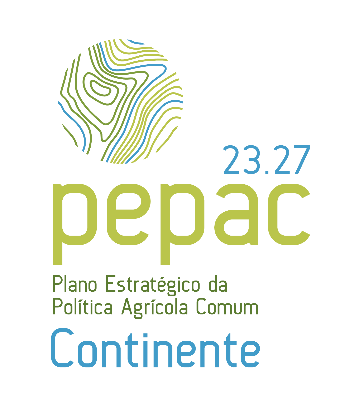 23.27
pepac
Plano Estratégico da
Política Agrícola Comum
Continente